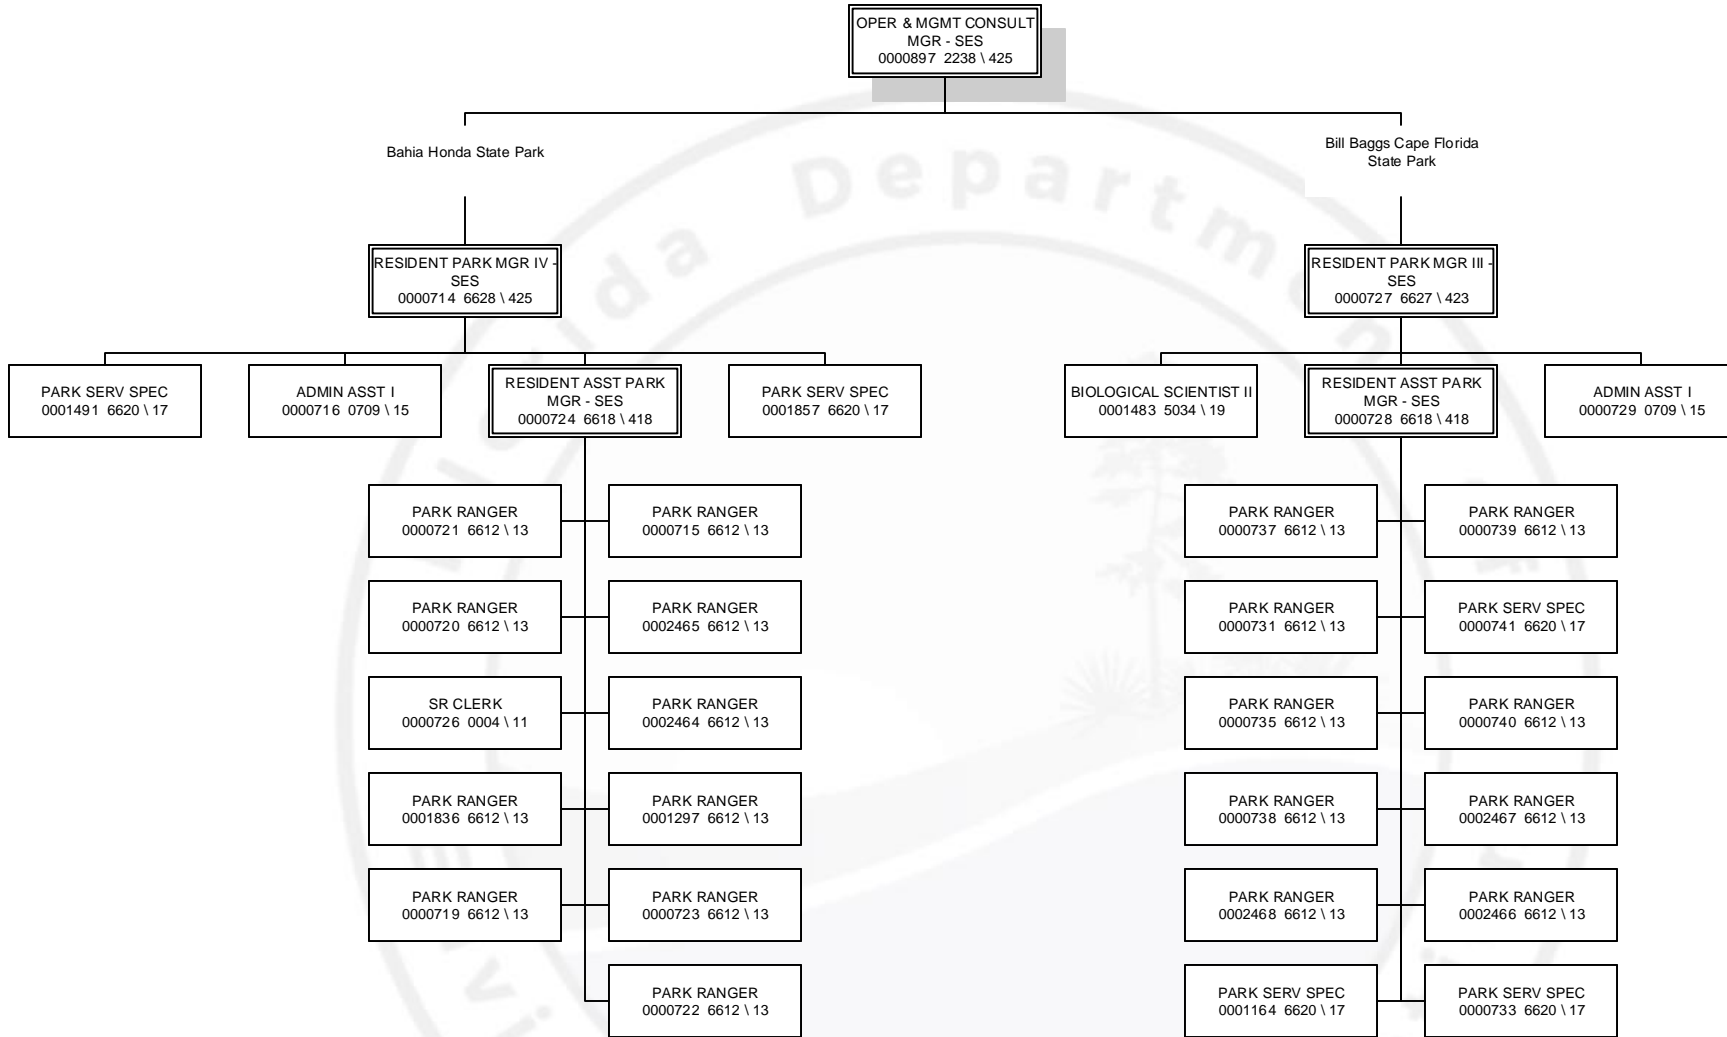 OPER & MGMT CONSULT
MGR - SES
0000897 2238 \ 425
Bahia Honda State Park
Bill Baggs Cape Florida
State Park
RESIDENT PARK MGR IV -
SES
0000714 6628 \ 425
RESIDENT PARK MGR III -
SES
0000727 6627 \ 423
PARK SERV SPEC
0001491 6620 \ 17
ADMIN ASST I
0000716 0709 \ 15
RESIDENT ASST PARK
MGR - SES
0000724 6618 \ 418
PARK SERV SPEC
0001857 6620 \ 17
BIOLOGICAL SCIENTIST II
0001483 5034 \ 19
RESIDENT ASST PARK
MGR - SES
0000728 6618 \ 418
ADMIN ASST I
0000729 0709 \ 15
PARK RANGER
0000721 6612 \ 13
PARK RANGER
0000715 6612 \ 13
PARK RANGER
0000737 6612 \ 13
PARK RANGER
0000739 6612 \ 13
PARK RANGER
0000720 6612 \ 13
PARK RANGER
0002465 6612 \ 13
PARK RANGER
0000731 6612 \ 13
PARK SERV SPEC
0000741 6620 \ 17
SR CLERK
0000726 0004 \ 11
PARK RANGER
0002464 6612 \ 13
PARK RANGER
0000735 6612 \ 13
PARK RANGER
0000740 6612 \ 13
PARK RANGER
0001836 6612 \ 13
PARK RANGER
0001297 6612 \ 13
PARK RANGER
0000738 6612 \ 13
PARK RANGER
0002467 6612 \ 13
PARK RANGER
0000719 6612 \ 13
PARK RANGER
0000723 6612 \ 13
PARK RANGER
0002468 6612 \ 13
PARK RANGER
0002466 6612 \ 13
PARK RANGER
0000722 6612 \ 13
PARK SERV SPEC
0001164 6620 \ 17
PARK SERV SPEC
0000733 6620 \ 17